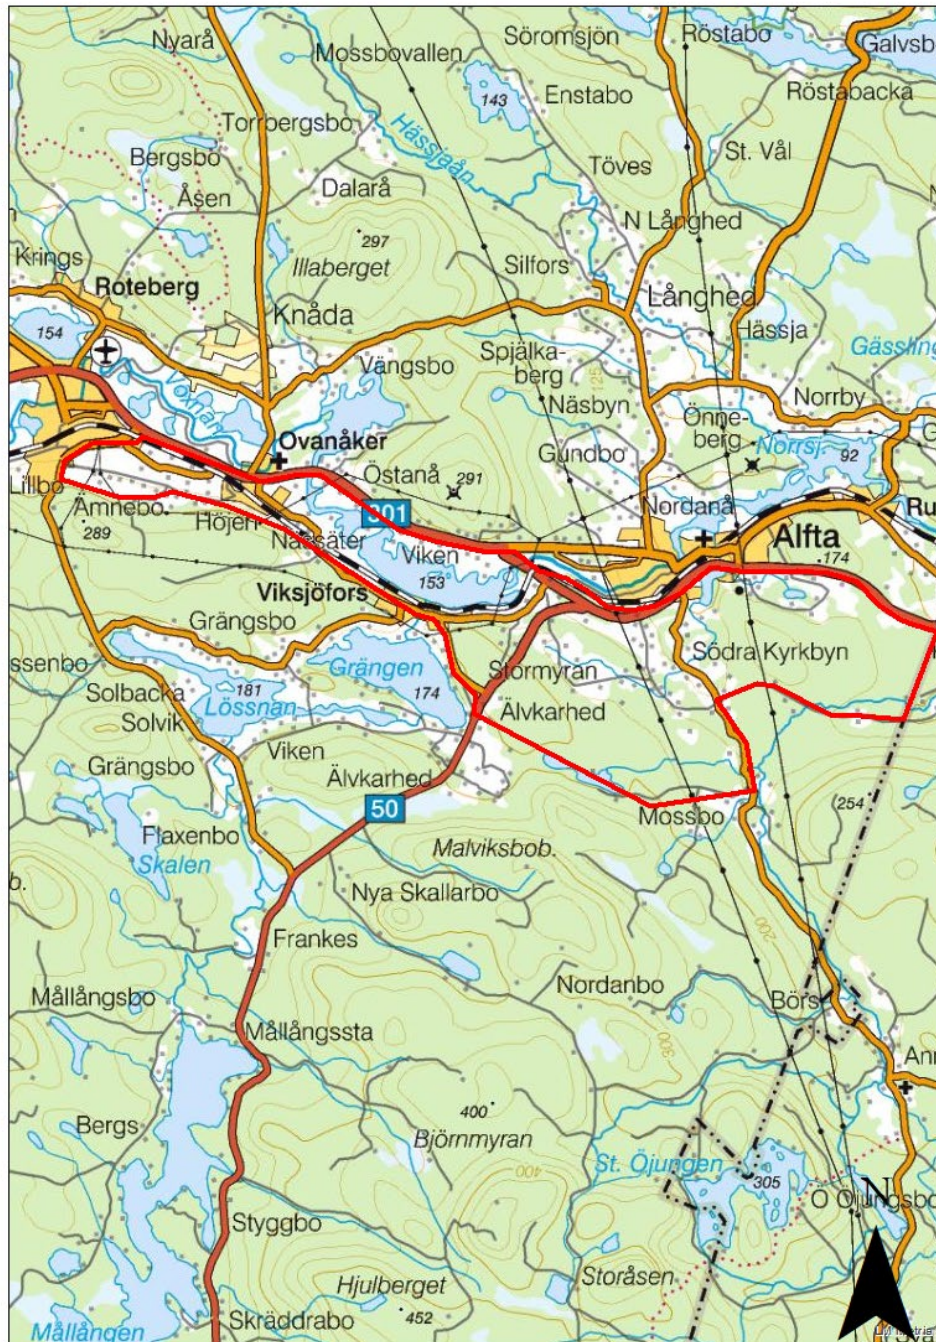 Nyarå
Mossbovallen
Söromsjön
Röstabo
Galvsb
143
Enstabo
Röstabacka
Torrbergsbo
Hässjaån
St. Vål
Bergsbo
Töves
Åsen
Dalarå
N Långhed
297
Krings
Illaberget
Silfors
Roteberg
Långhed
Knåda
154
Hässja
Spjälka-
berg
Gässling
Vängsbo
125
Voxnan
Näsbyn
Norrby
Önne-
berg
Ovanåker
Gundbo
Norrsj.
92
Östanå
291
Lillbo
Ämnebo
Nordanå
Ru
301
Höjen
289
Alfta
Nässäter
Viken
174
153
Viksjöfors
Grängsbo
ssenbo
Södra Kyrkbyn
Grängen
Stormyran
Solbacka
181
174
Lössnan
Älvkarhed
Solvik
Viken
Grängsbo
Älvkarhed
254
50
Mossbo
Flaxenbo
Skalen
Malviksbob.
b.
Nya Skallarbo
200
Frankes
Nordanbo
Mållångsbo
Börs
Mållångssta
300
Ann
400
Bergs
Björnmyran
St. Öjungen
400
305
N
Ö Öjungsbo
Styggbo
Storåsen
Hjulberget
452
Skräddrabo
Mållången